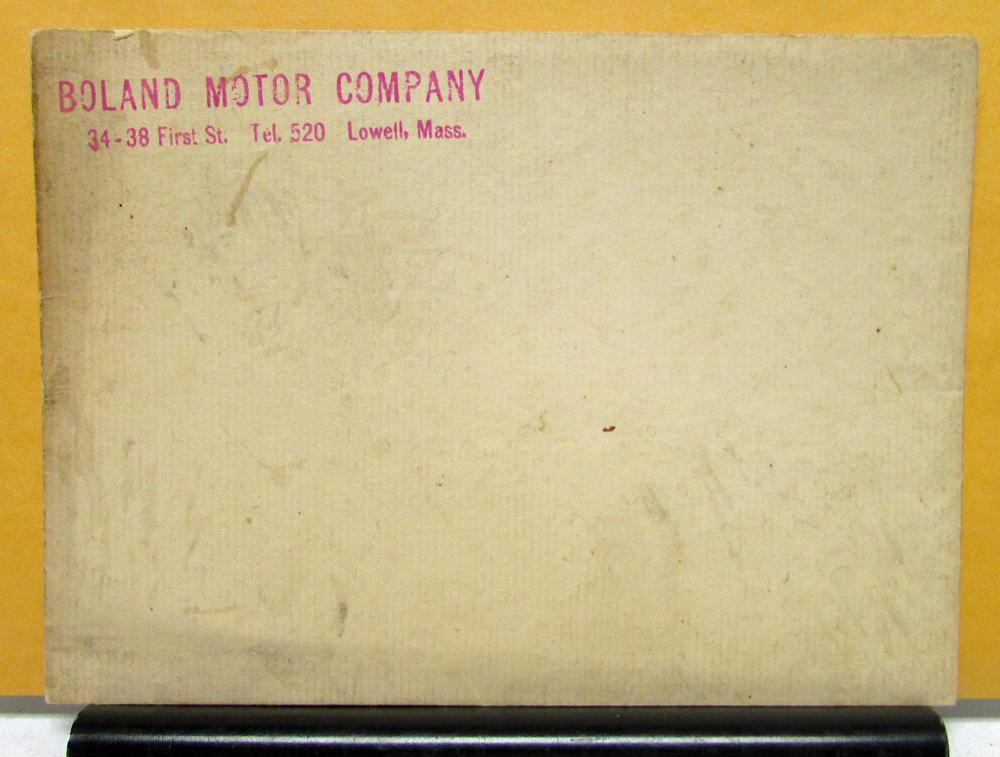 BOLAND MOTOR COMPANY
34-38 First St. Tel. 520 Lowell, Mass.